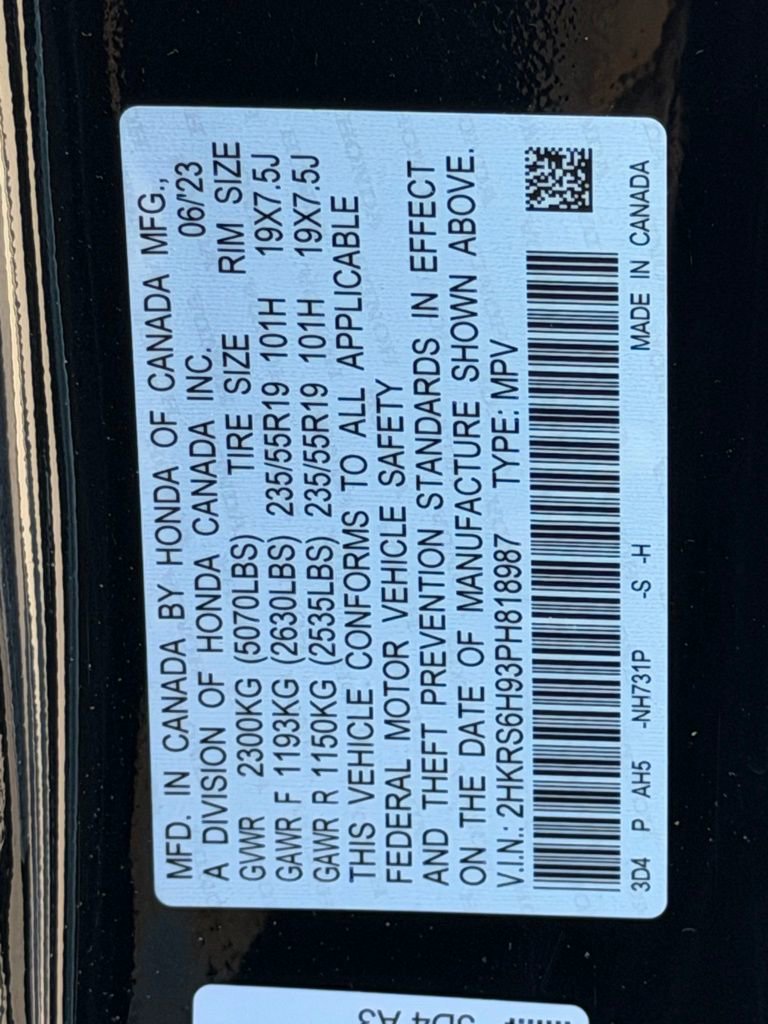 MFD. IN CANADA BY HONDA OF CANADA MFG.,
A DIVISION OF HONDA CANADA INC. 06/'23
GVWR 2300KG (5070LBS) TIRE SIZE RIM SIZE
GAWR F 1193KG (2630LBS) 235/55R19 101H 19X7.5J
GAWR R 1150KG (2535LBS) 235/55R19 101H 19X7.5J
THIS VEHICLE CONFORMS TO ALL APPLICABLE
FEDERAL MOTOR VEHICLE SAFETY
AND THEFT PREVENTION STANDARDS IN EFFECT
ON THE DATE OF MANUFACTURE SHOWN ABOVE.
V.I.N.: 2HKRS6H93PH818987 TYPE: MPV
3D4 P AH5 -NH731P -S -H MADE IN CANADA
3D4 A3